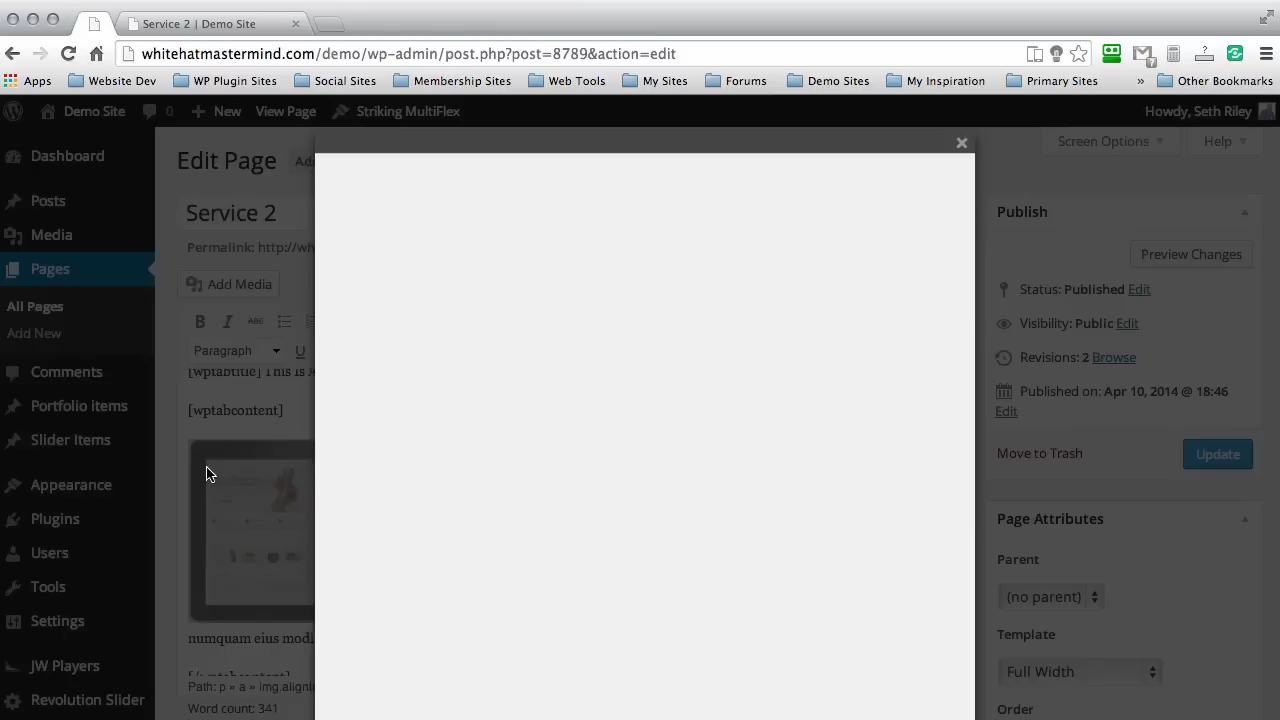 Service 2 | Demo Site
whitehatmastermind.com/demo/wp-admin/post.php?post=8789&action=edit
Apps Website Dev WP Plugin Sites Social Sites Membership Sites Web Tools My Sites Forums Demo Sites My Inspiration Primary Sites » Other Bookmarks
Demo Site 0 + New View Page Striking MultiFlex Howdy, Seth Riley
Screen Options Help
Dashboard
Posts
Media
Pages
All Pages
Add New
Comments
Portfolio items
Slider Items
Appearance
Plugins
Users
Tools
Settings
JW Players
Revolution Slider
Edit Page
Service 2
Permalink: http://wh
Add Media
B I ABC
Paragraph U
[wptabtitle] This is
[wptabcontent]
numquam eius mod
Path: p » a » img.align
Word count: 341
Publish
Preview Changes
Status: Published Edit
Visibility: Public Edit
Revisions: 2 Browse
Published on: Apr 10, 2014 @ 18:46
Edit
Move to Trash Update
Page Attributes
Parent
(no parent)
Template
Full Width
Order